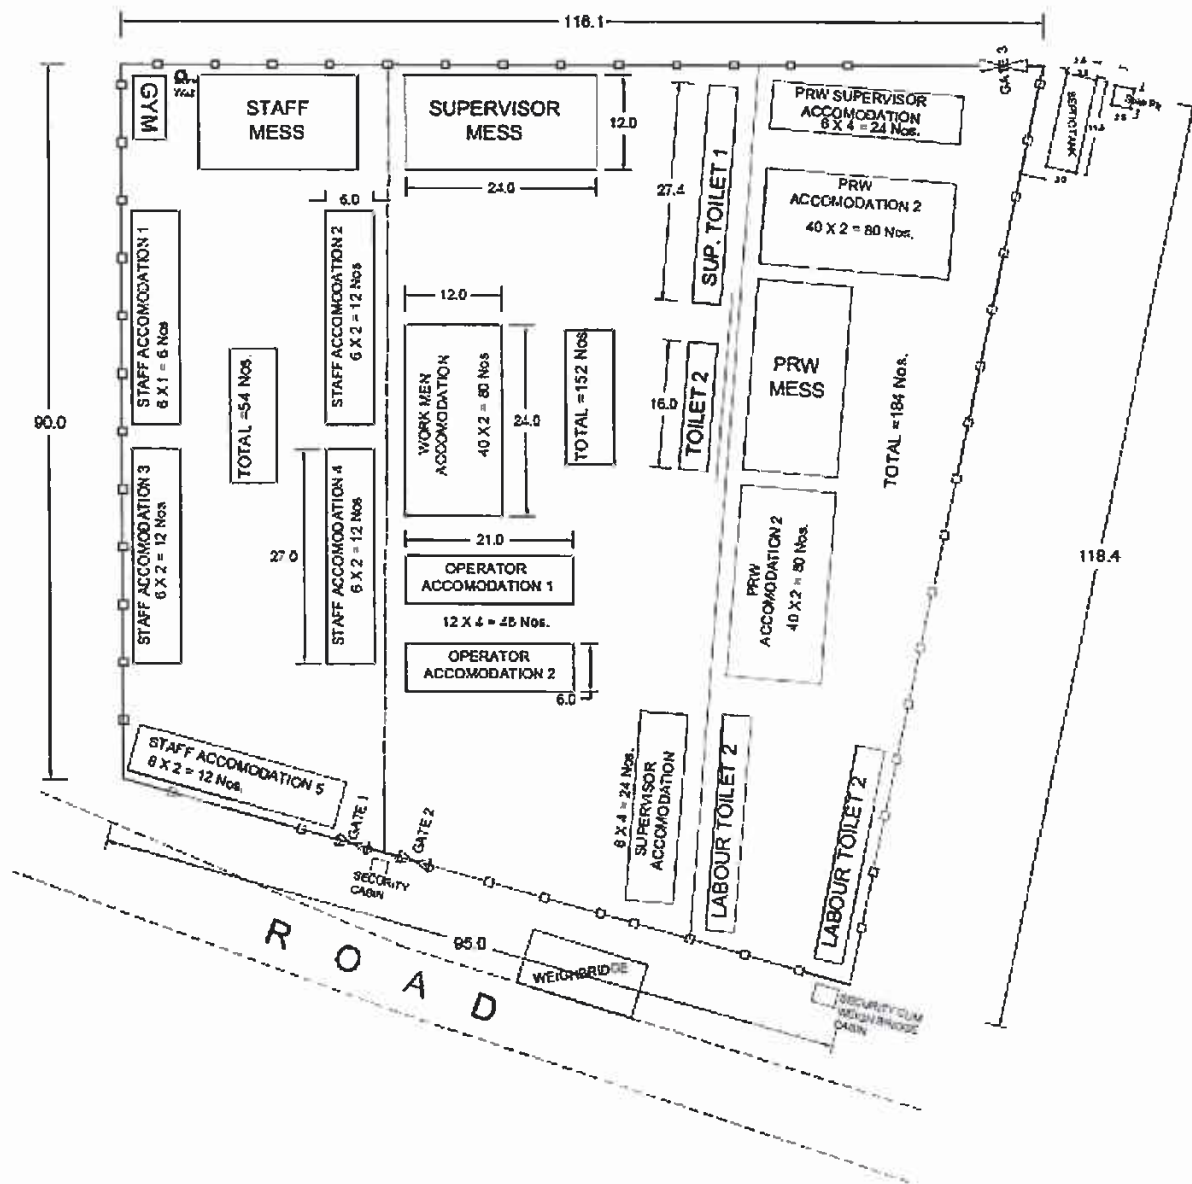 116.1
GATE 3
GYM
STAFF
MESS
SUPERVISOR
MESS
12.0
24.0
PRW SUPERVISOR
ACCOMODATION
6 X 4 = 24 Nos.
SEPTIC TANK
6.0
27.4
SUP. TOILET 1
PRW
ACCOMODATION 2
40 X 2 = 80 Nos.
STAFF ACCOMODATION 1
6 X 1 = 6 Nos
STAFF ACCOMODATION 2
6 X 2 = 12 Nos
TOTAL =54 Nos.
12.0
WORK MEN
ACCOMODATION
40 X 2 = 80 Nos
24.0
TOTAL =152 Nos
16.0
TOILET 2
PRW
MESS
TOTAL =184 Nos.
90.0
STAFF ACCOMODATION 3
6 X 2 = 12 Nos
27.0
STAFF ACCOMODATION 4
6 X 2 = 12 Nos
21.0
OPERATOR
ACCOMODATION 1
12 X 4 = 48 Nos.
OPERATOR
ACCOMODATION 2
6.0
PRW
ACCOMODATION 2
40 X 2 = 80 Nos.
118.4
STAFF ACCOMODATION 5
6 X 2 = 12 Nos.
GATE 1
GATE 2
SECURITY
CABIN
6 X 4 = 24 Nos.
SUPERVISOR
ACCOMODATION
LABOUR TOILET 2
LABOUR TOILET 2
95.0
ROAD
WEIGHBRIDGE
SECURITY CUM
WEIGH BRIDGE
CABIN